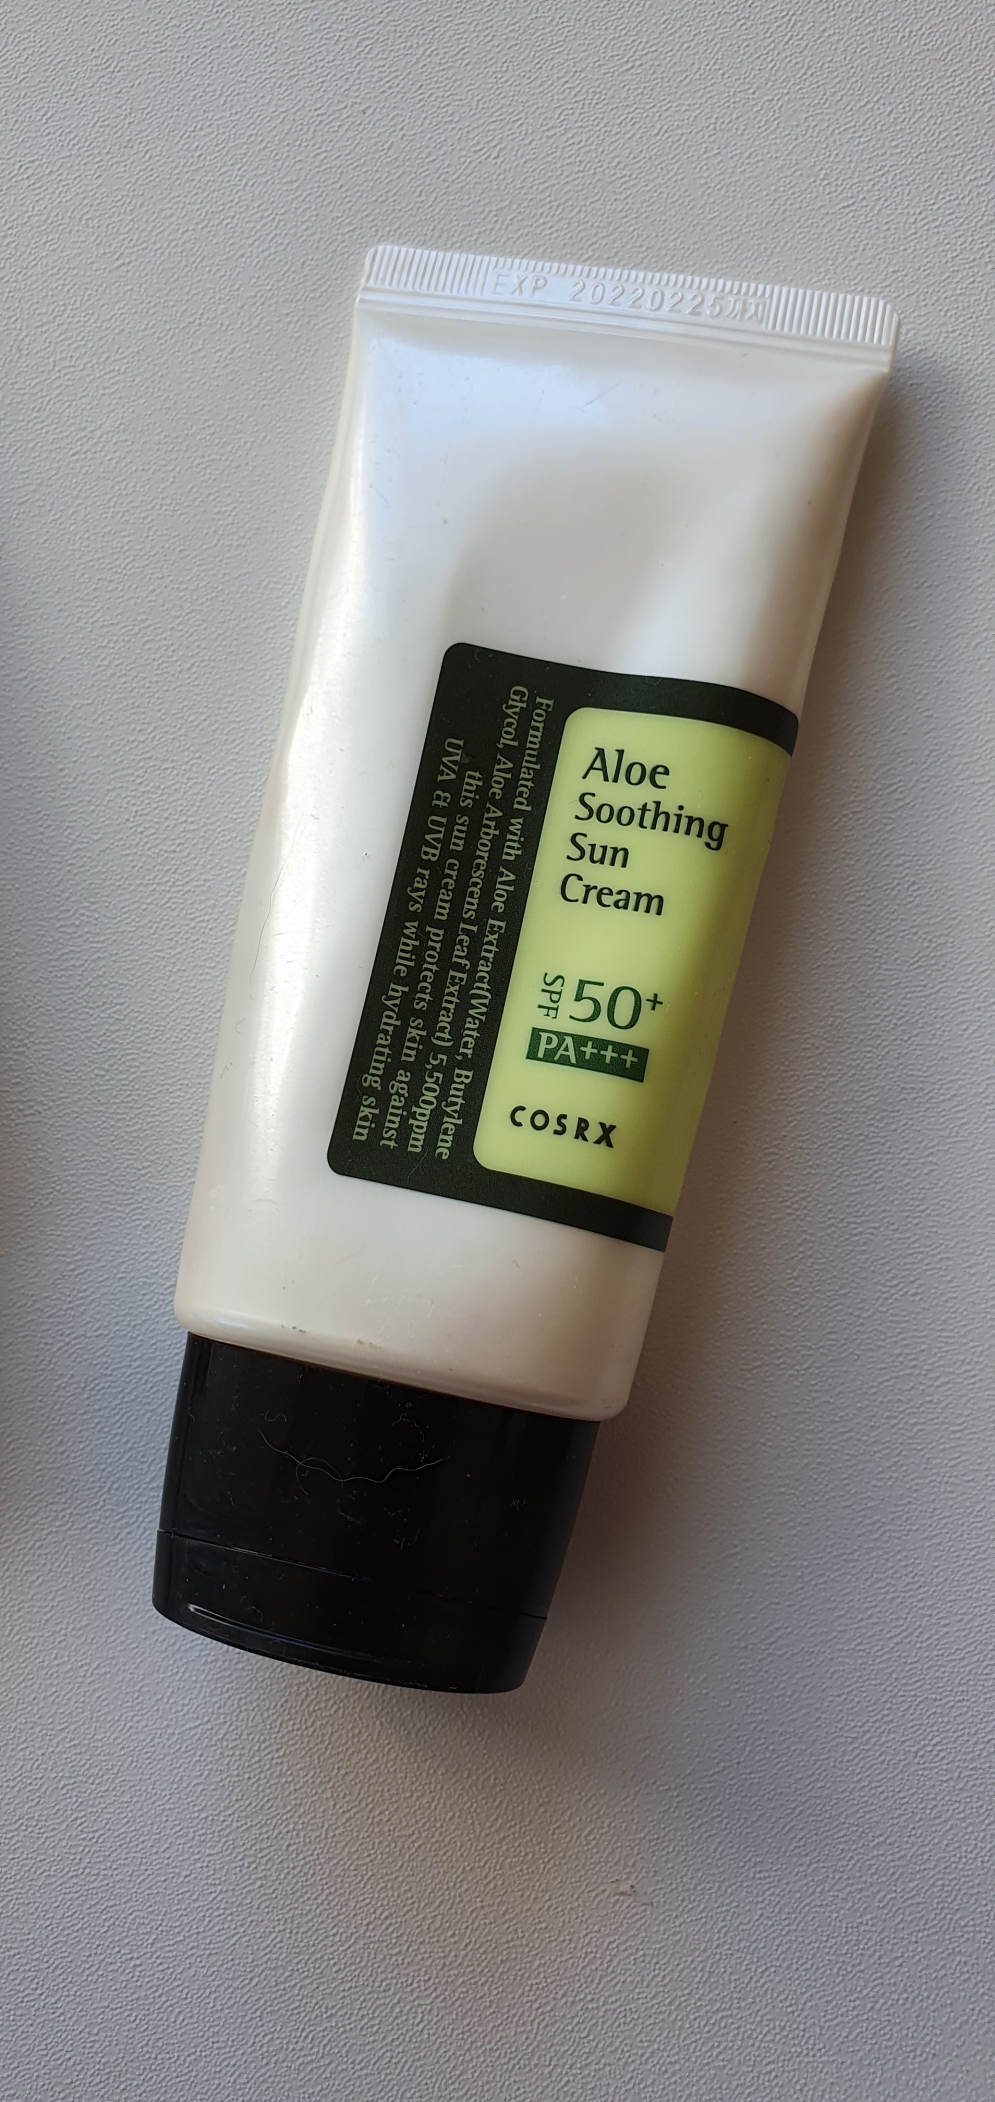 EXP 20220225
Aloe
Soothing
Sun
Cream
SPF 50+
PA+++
COSRX
Formulated with Aloe Extract(Water, Butylene
Glycol, Aloe Arborescens Leaf Extract) 5,500ppm
this sun cream protects skin against
UVA & UVB rays while hydrating skin